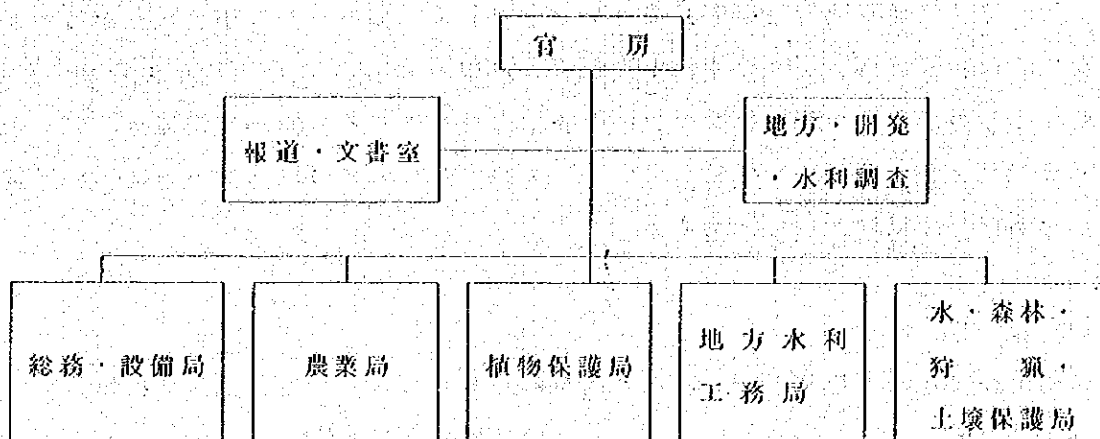 官 房
報道・文書室
地方・開発
・水利調査
総務・設備局
農業局
植物保護局
地方水利
工務局
水・森林・
狩 猟・
土壌保護局